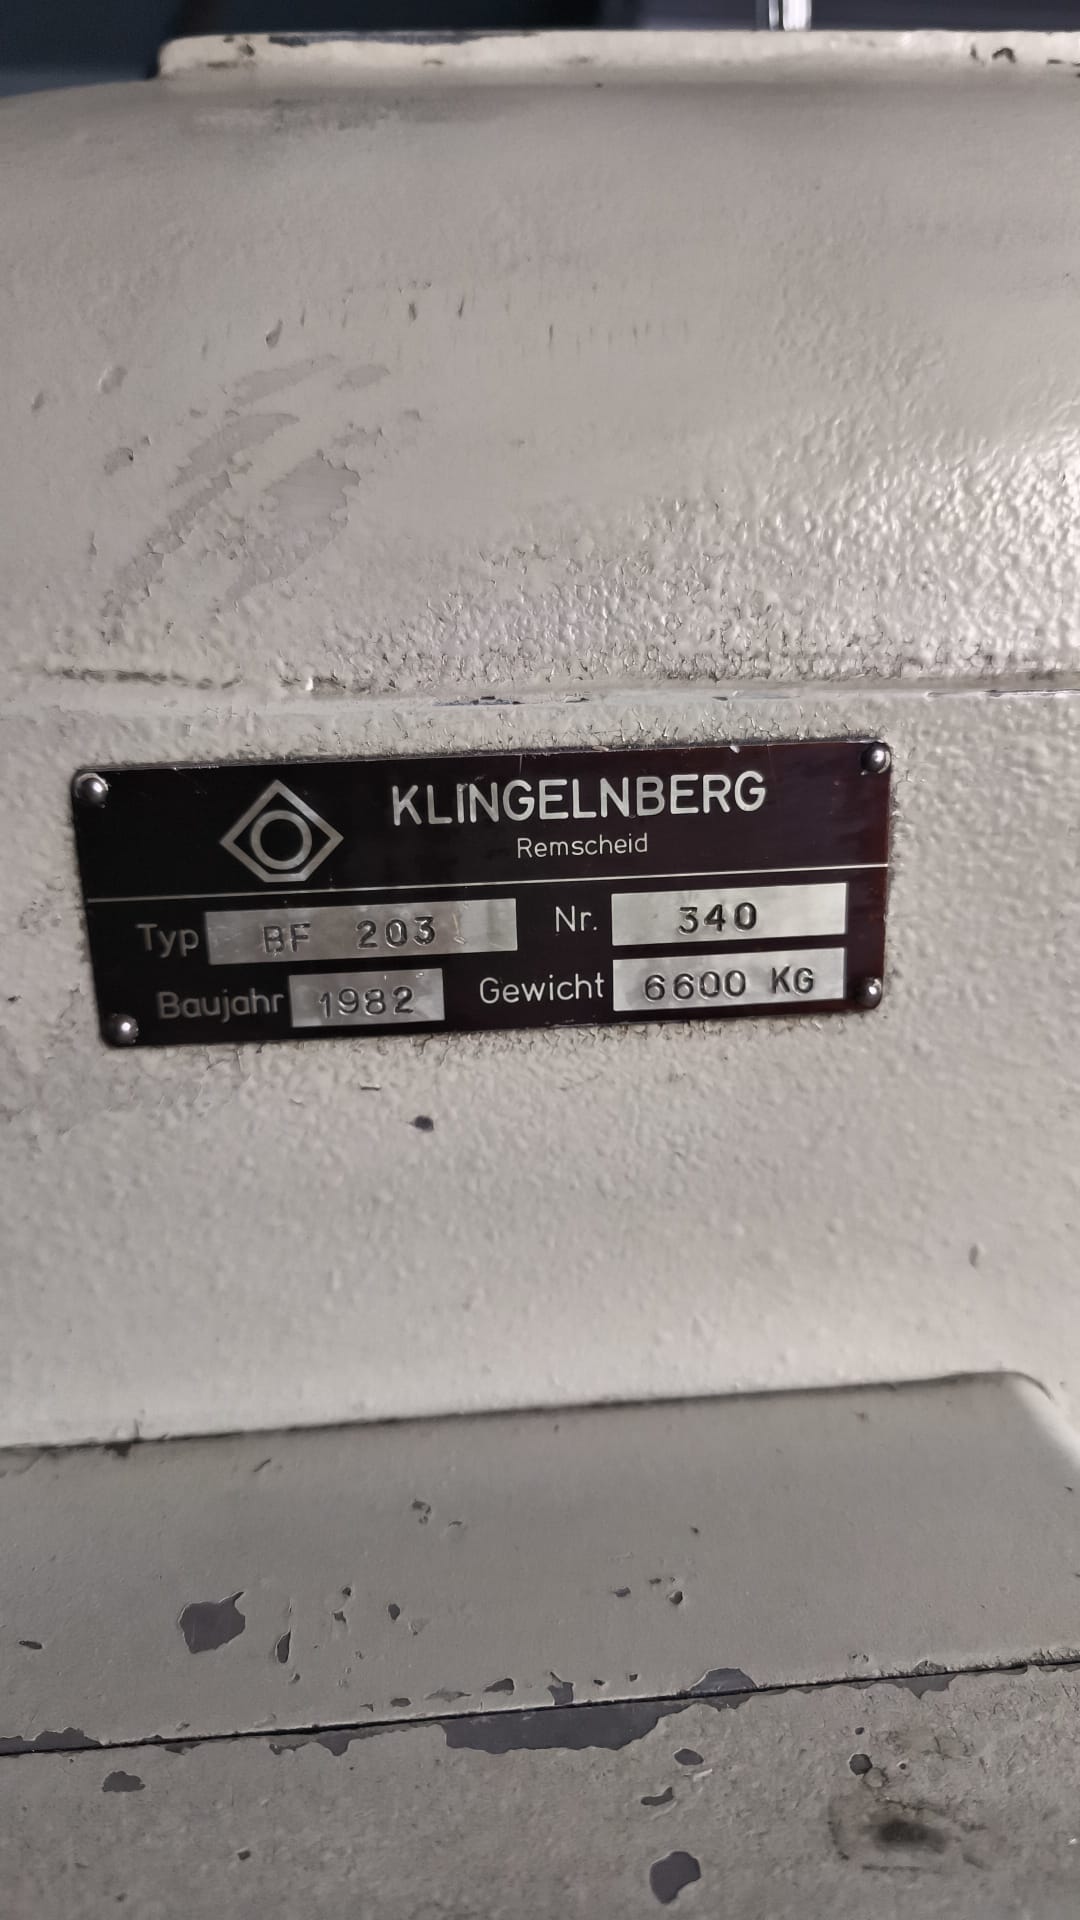 KLINGELNBERG
Remscheid
Typ BF 203 Nr. 340
Baujahr 1982 Gewicht 6600 KG